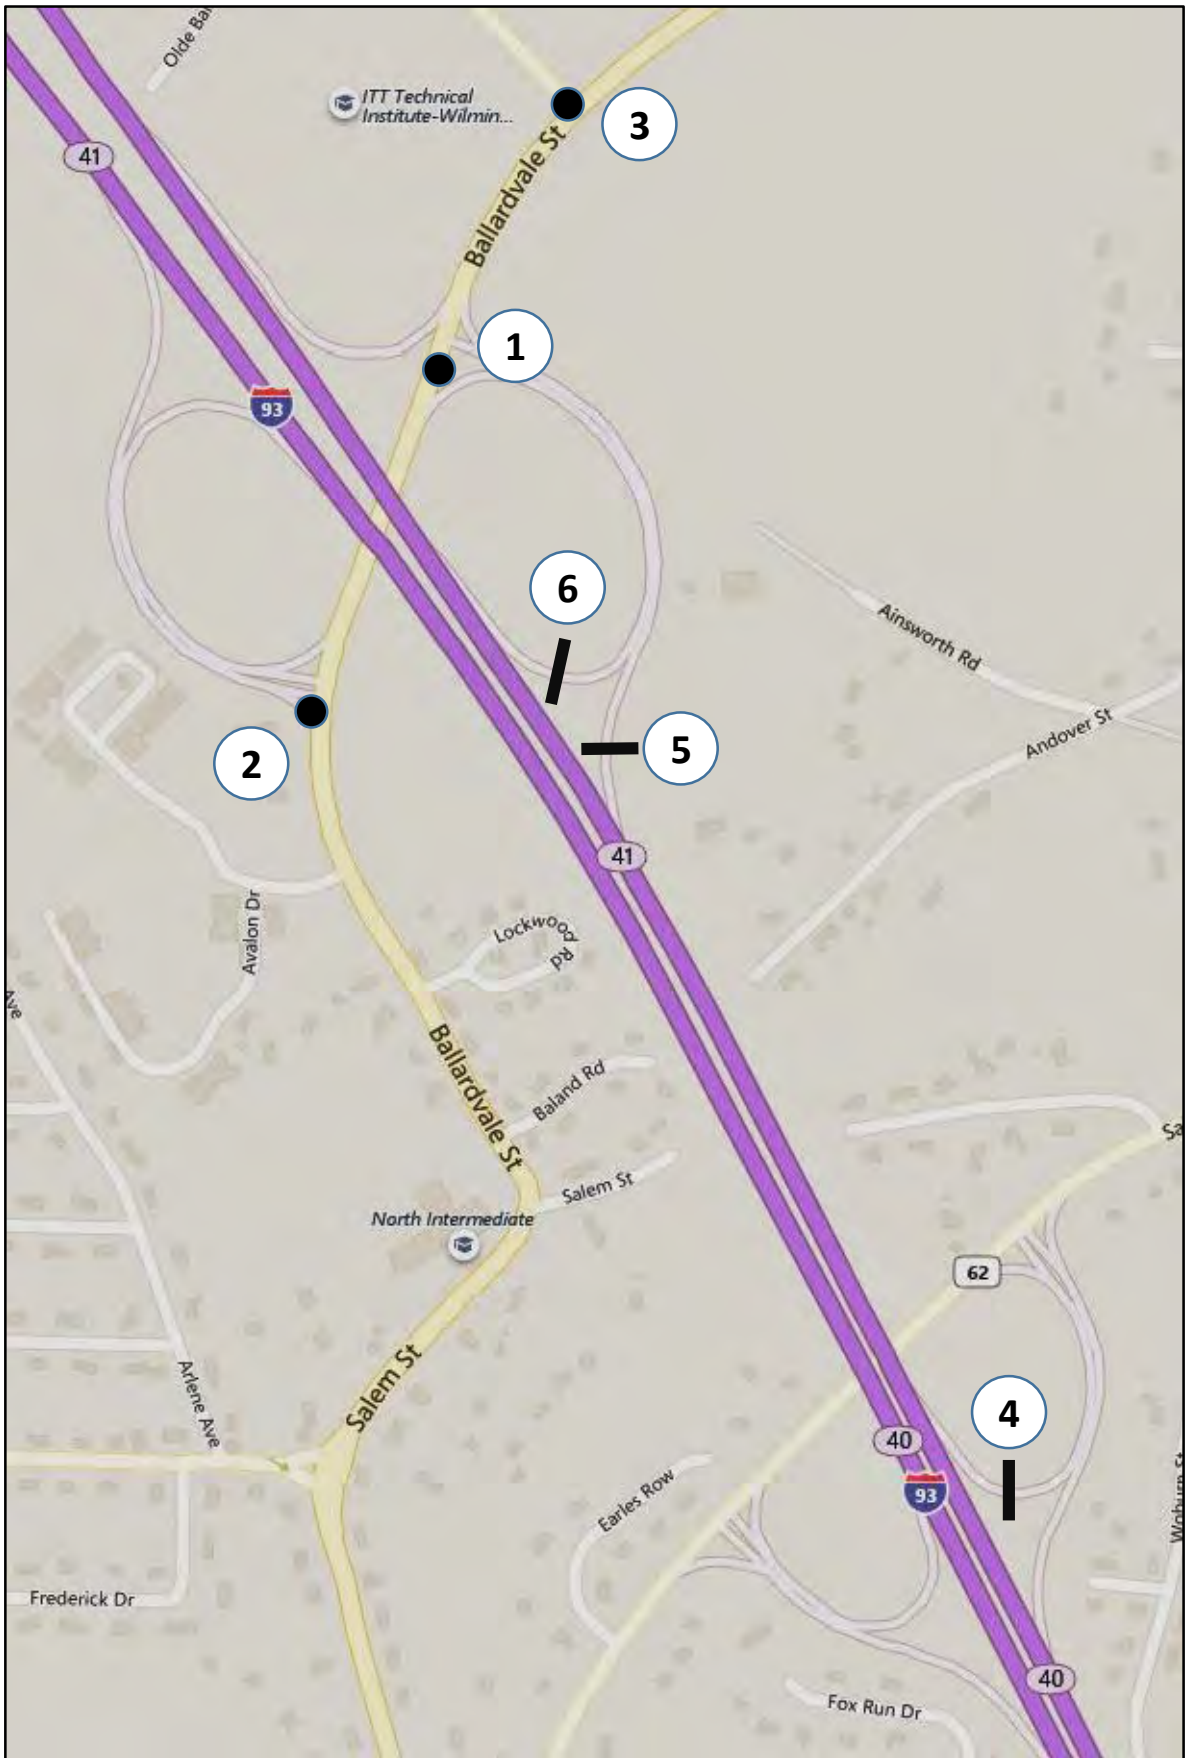 Olde Bal
ITT Technical
Institute-Wilmin...
3
41
Ballardvale St
1
93
6
Ainsworth Rd
Andover St
5
2
41
Avalon Dr
Lockwood
Rd
Ave
Ballardvale St
Baland Rd
Sa
Salem St
North Intermediate
62
Salem St
Arlene Ave
4
40
93
Earles Row
Woburn St
Frederick Dr
40
Fox Run Dr